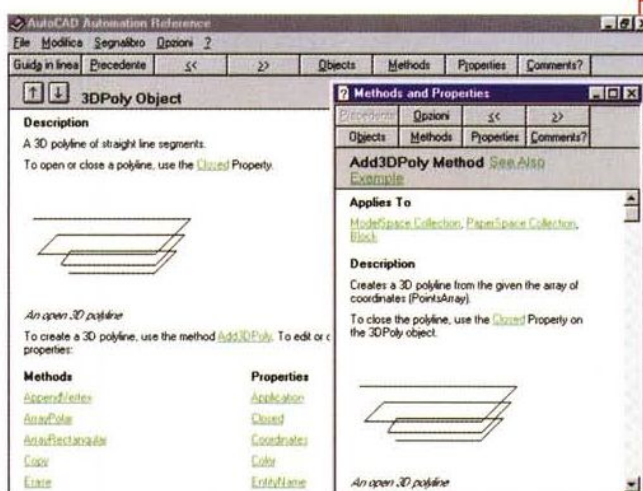 AutoCAD Automation Reference
File Modifica Segnalibro Opzioni ?
Guida in linea Precedente << >> Objects Methods Properties Comments?
3DPoly Object
Description
A 3D polyline of straight line segments.
To open or close a polyline, use the Closed Property.
An open 3D polyline
To create a 3D polyline, use the method Add3DPoly. To edit or
properties:
Methods Properties
AppendVertex Application
ArrayPolar Closed
ArrayRectangular Coordinates
Copy Color
Erase EntityName
? Methods and Properties
Precedente Opzioni << >>
Objects Methods Properties Comments?
Add3DPoly Method See Also
Example
Applies To
ModelSpace Collection, PaperSpace Collection,
Block
Description
Creates a 3D polyline from the given the array of
coordinates (PointsArray).
To close the polyline, use the Closed Property on
the 3DPoly object.
An open 3D polyline